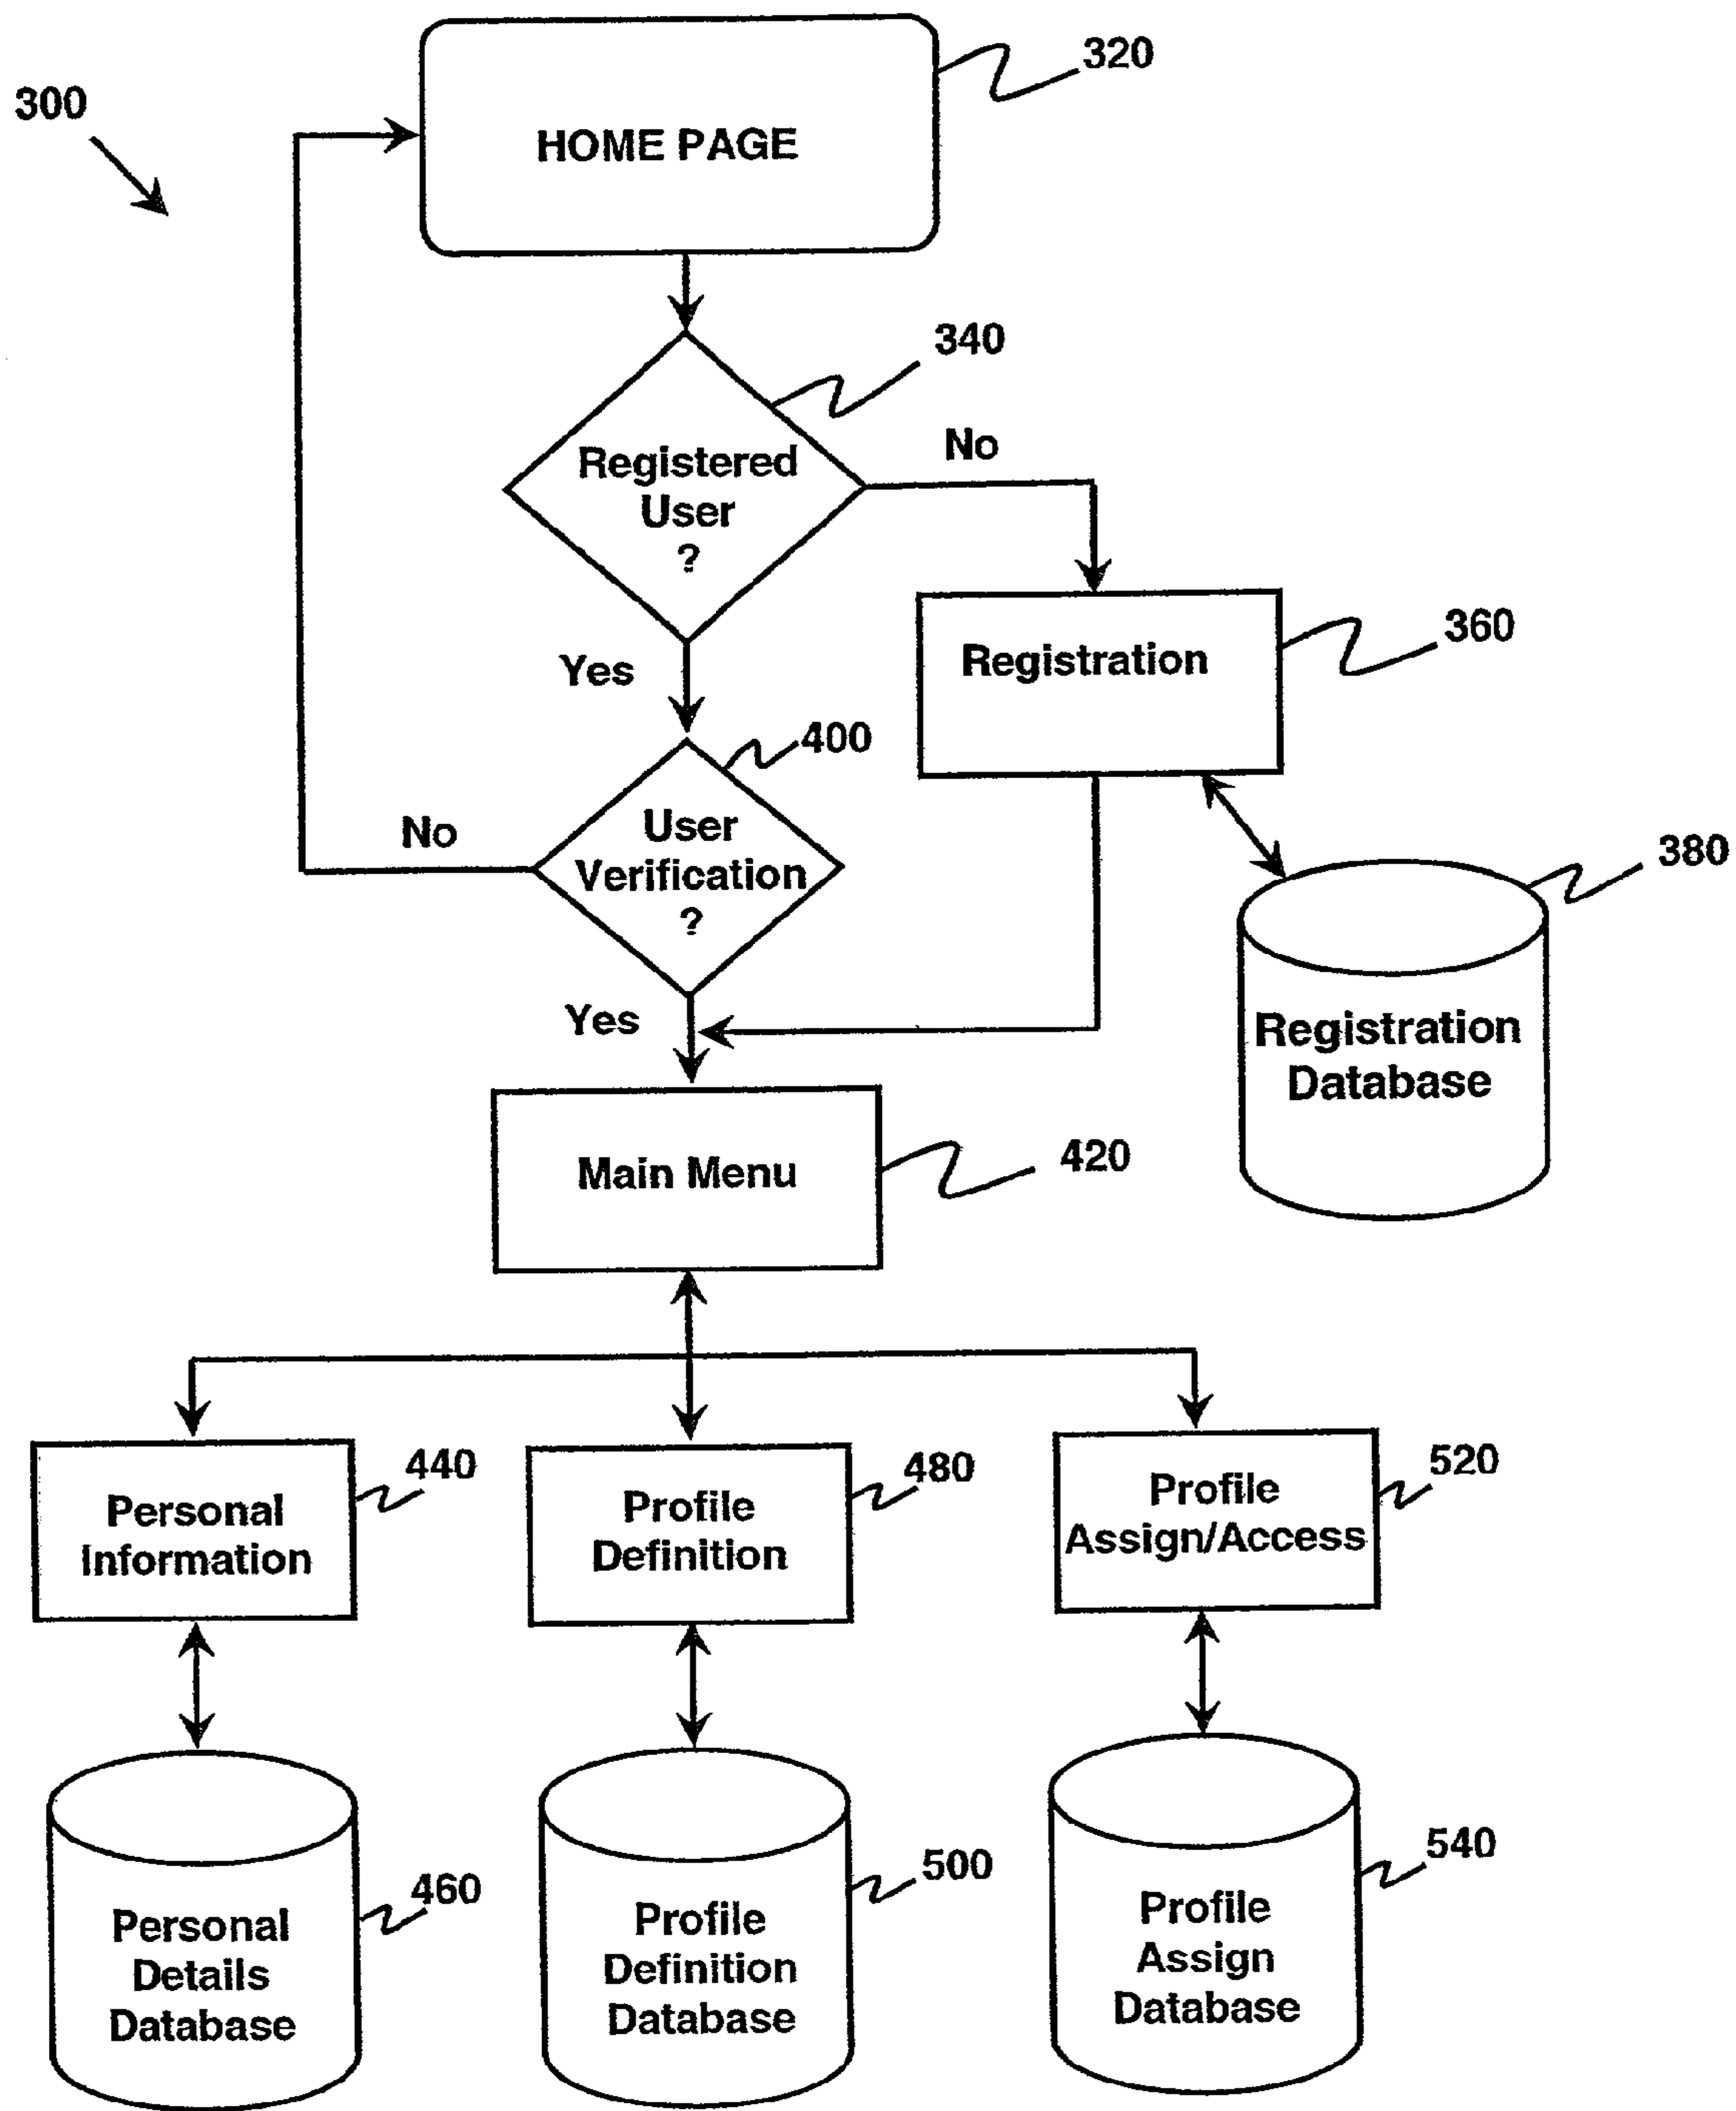 300
320
HOME PAGE
340
Registered
User
?
No
Yes
360
Registration
400
User
Verification
?
No
Yes
380
Registration
Database
Main Menu
420
440
Personal
Information
480
Profile
Definition
520
Profile
Assign/Access
460
Personal
Details
Database
500
Profile
Definition
Database
540
Profile
Assign
Database